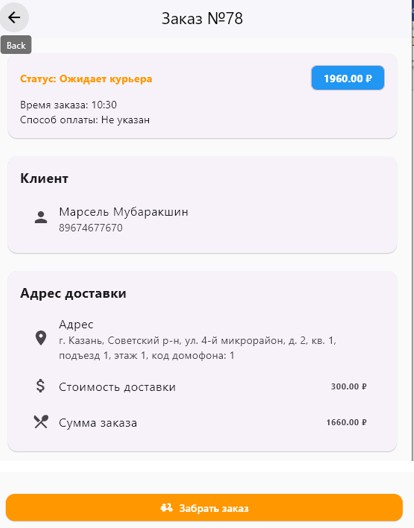 Заказ №78
Back
Статус: Ожидает курьера
1960.00 ₽
Время заказа: 10:30
Способ оплаты: Не указан
Клиент
Марсель Мубаракшин
89674677670
Адрес доставки
Адрес
г. Казань, Советский р-н, ул. 4-й микрорайон, д. 2, кв. 1,
подъезд 1, этаж 1, код домофона: 1
Стоимость доставки
300.00 ₽
Сумма заказа
1660.00 ₽
Забрать заказ